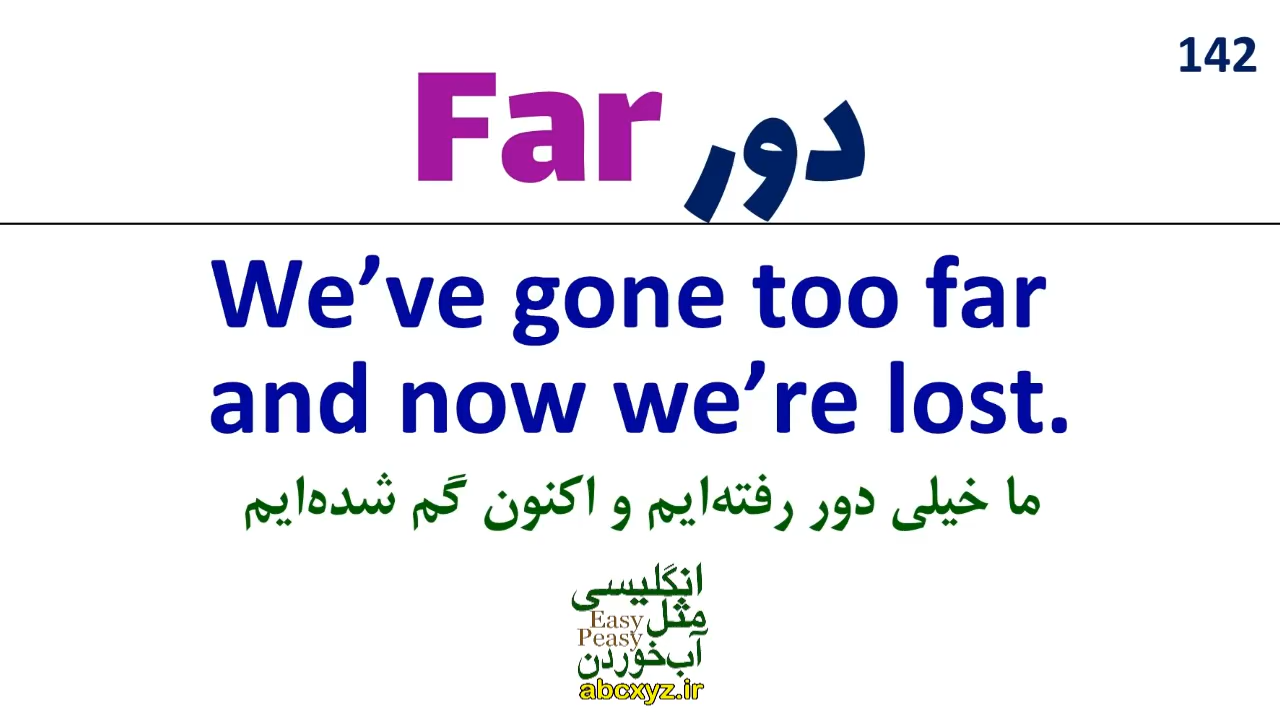 142
Far دور
We’ve gone too far
and now we’re lost.
ما خیلی دور رفته‌ایم و اکنون گم شده‌ایم
انگلیسی
مثل
Easy
Peasy
آب‌خوردن
abcxyz.ir